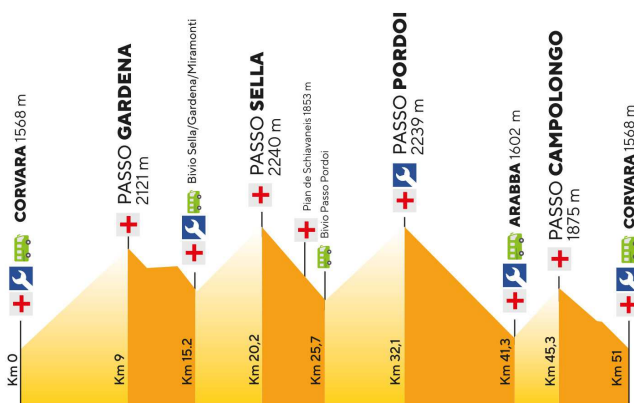 CORVARA 1568 m
PASSO GARDENA
2121 m
Bivio Sella/Gardena/Miramonti
PASSO SELLA
2240 m
Pian de Schiavaneis 1853 m
Bivio Passo Pordoi
PASSO PORDOI
2239 m
ARABBA 1602 m
PASSO CAMPOLONGO
1875 m
CORVARA 1568 m
Km 0
Km 9
Km 15.2
Km 20,2
Km 25,7
Km 32,1
Km 41,3
Km 45,3
Km 51